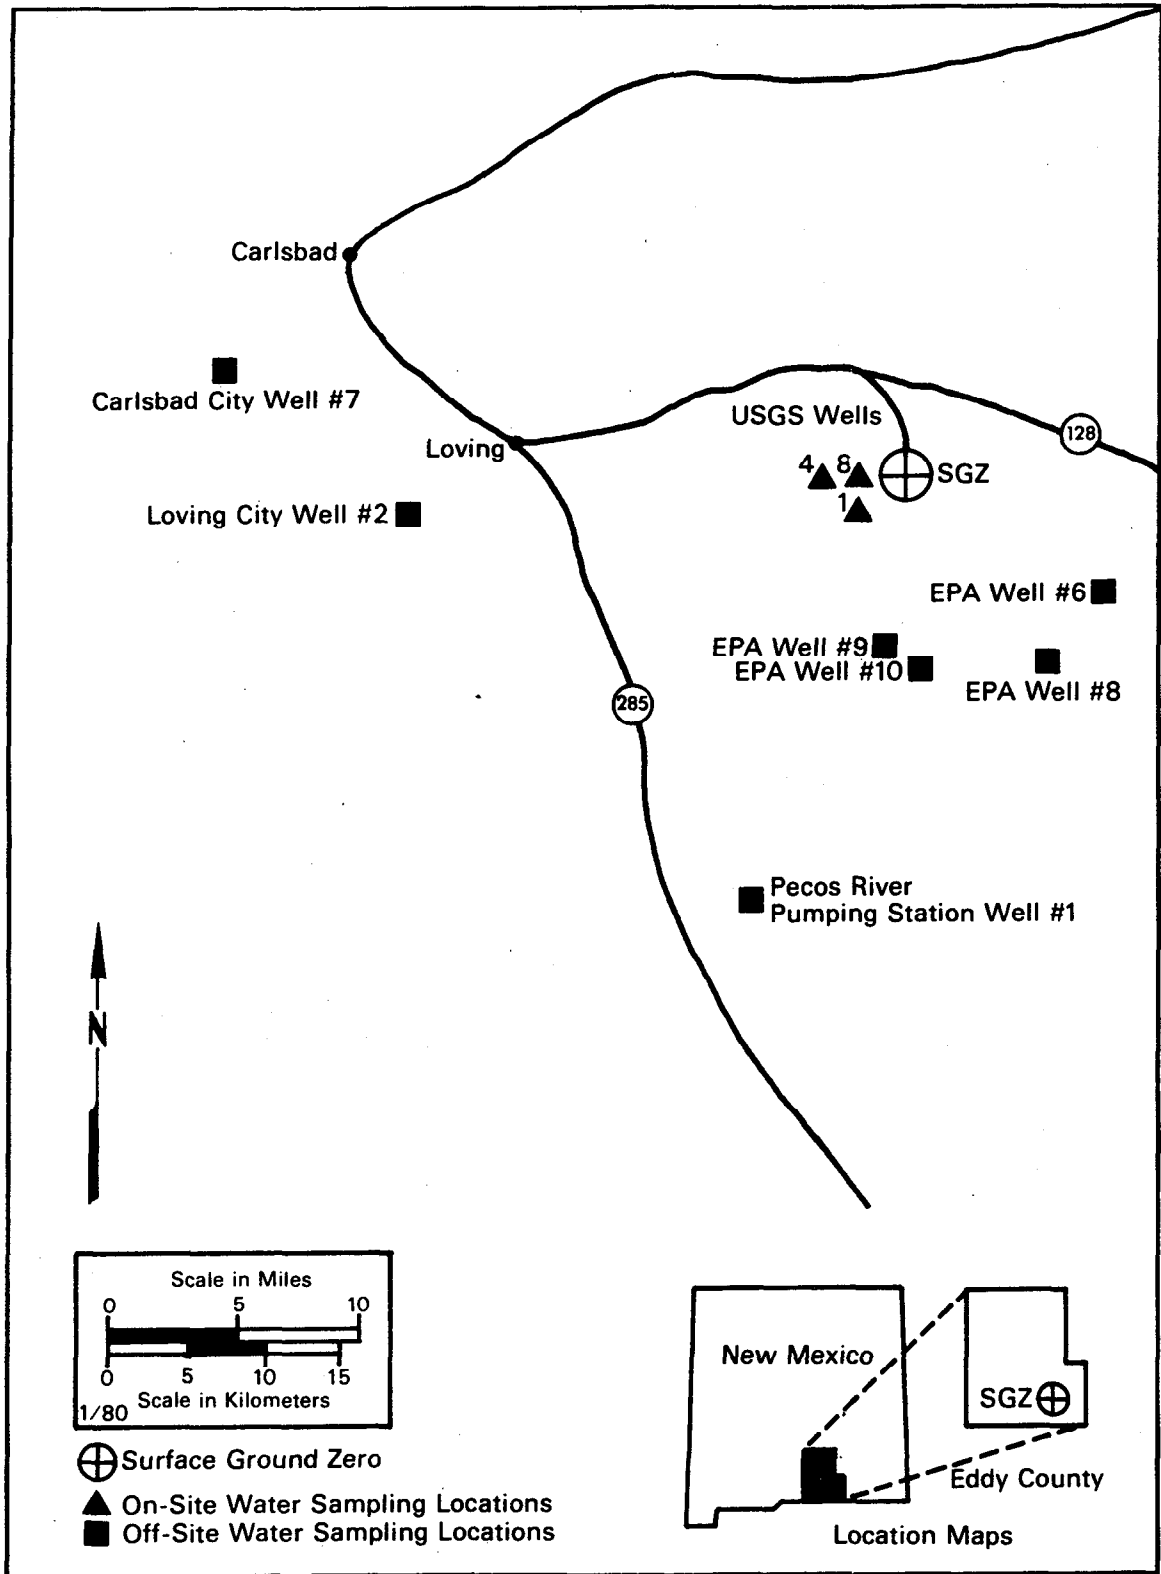 Carlsbad
Carlsbad City Well #7
USGS Wells
128
Loving
4
8
SGZ
1
Loving City Well #2
EPA Well #6
EPA Well #9
EPA Well #10
EPA Well #8
285
Pecos River
Pumping Station Well #1
N
Scale in Miles
0 5 10
0 5 10 15
Scale in Kilometers
1/80
Surface Ground Zero
On-Site Water Sampling Locations
Off-Site Water Sampling Locations
New Mexico
SGZ
Eddy County
Location Maps